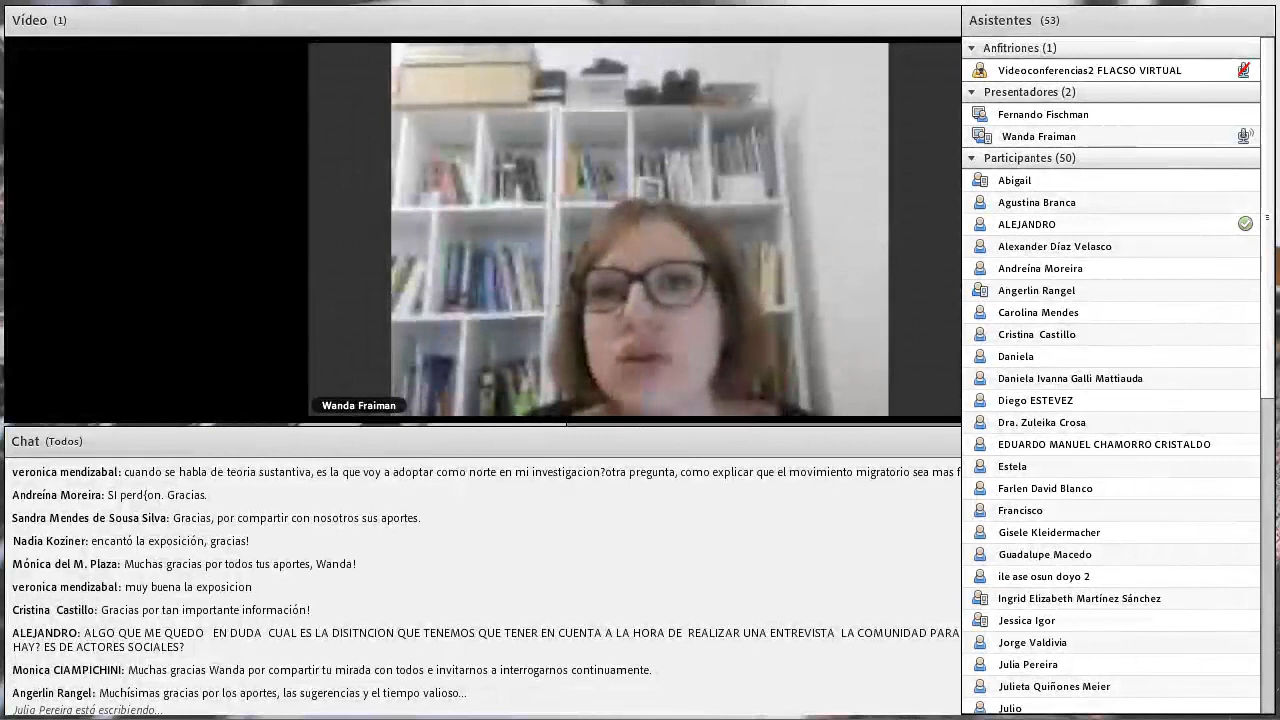 Vídeo (1)
Wanda Fraiman
Chat (Todos)
veronica mendizabal: cuando se habla de teoria sustantiva, es la que voy a adoptar como norte en mi investigacion?otra pregunta, como explicar que el movimiento migratorio sea mas f
Andreína Moreira: SI perd{on. Gracias.
Sandra Mendes de Sousa Silva: Gracias, por compartir con nosotros sus aportes.
Nadia Koziner: encantó la exposición, gracias!
Mónica del M. Plaza: Muchas gracias por todos tus aportes, Wanda!
veronica mendizabal: muy buena la exposicion
Cristina Castillo: Gracias por tan importante información!
ALEJANDRO: ALGO QUE ME QUEDO EN DUDA CUAL ES LA DISITNCION QUE TENEMOS QUE TENER EN CUENTA A LA HORA DE REALIZAR UNA ENTREVISTA LA COMUNIDAD PARA
HAY? ES DE ACTORES SOCIALES?
Monica CIAMPICHINI: Muchas gracias Wanda por compartir tu mirada con todos e invitarnos a interrogarnos continuamente.
Angerlin Rangel: Muchísimas gracias por los aportes, las sugerencias y el tiempo valioso...
Julia Pereira está escribiendo...
Asistentes (53)
Anfitriones (1)
Videoconferencias2 FLACSO VIRTUAL
Presentadores (2)
Fernando Fischman
Wanda Fraiman
Participantes (50)
Abigail
Agustina Branca
ALEJANDRO
Alexander Díaz Velasco
Andreína Moreira
Angerlin Rangel
Carolina Mendes
Cristina Castillo
Daniela
Daniela Ivanna Galli Mattiauda
Diego ESTEVEZ
Dra. Zuleika Crosa
EDUARDO MANUEL CHAMORRO CRISTALDO
Estela
Farlen David Blanco
Francisco
Gisele Kleidermacher
Guadalupe Macedo
ile ase osun doyo 2
Ingrid Elizabeth Martínez Sánchez
Jessica Igor
Jorge Valdivia
Julia Pereira
Julieta Quiñones Meier
Julio